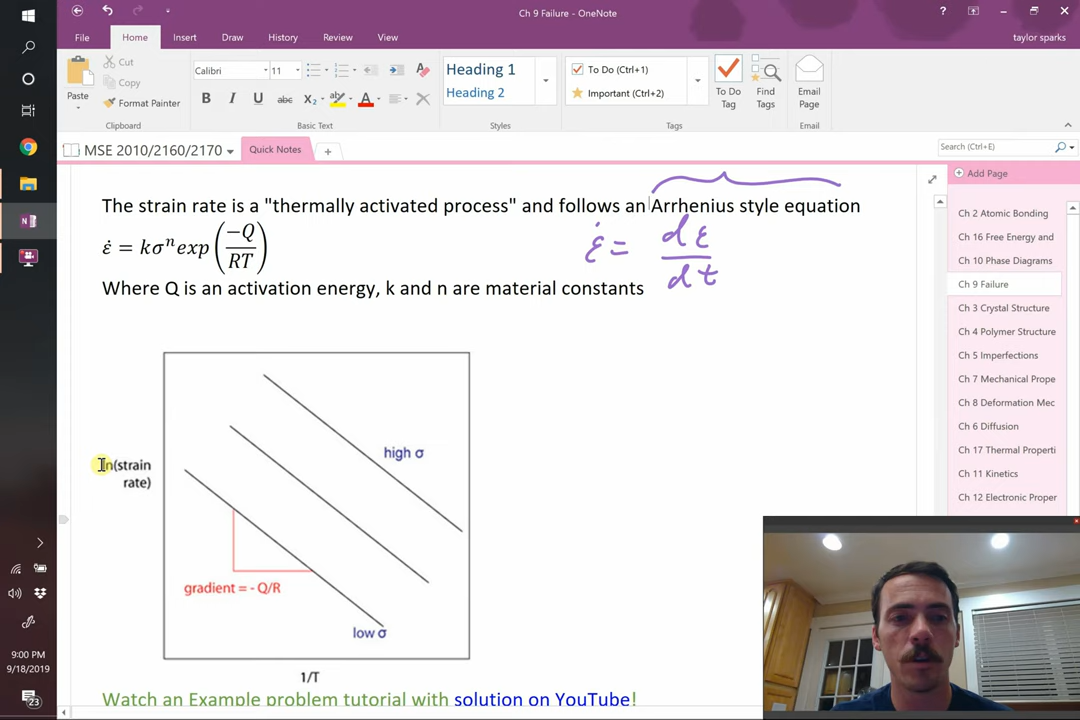 Ch 9 Failure - OneNote
taylor sparks
File Home Insert Draw History Review View
Paste
Cut
Copy
Format Painter
Clipboard
Calibri 11
B I U abc X₂ A
Basic Text
Heading 1
Heading 2
Styles
To Do (Ctrl+1)
Important (Ctrl+2)
Tags
To Do Tag
Find Tags
Email Page
Email
MSE 2010/2160/2170
Quick Notes
Search (Ctrl+E)
Add Page
Ch 2 Atomic Bonding
Ch 16 Free Energy and
Ch 10 Phase Diagrams
Ch 9 Failure
Ch 3 Crystal Structure
Ch 4 Polymer Structure
Ch 5 Imperfections
Ch 7 Mechanical Prope
Ch 8 Deformation Mec
Ch 6 Diffusion
Ch 17 Thermal Properti
Ch 11 Kinetics
Ch 12 Electronic Proper
The strain rate is a "thermally activated process" and follows an Arrhenius style equation
ε̇ = kσⁿexp(−Q/RT)
ε̇ = dε/dt
Where Q is an activation energy, k and n are material constants
high σ
ln(strain
rate)
gradient = - Q/R
low σ
1/T
Watch an Example problem tutorial with solution on YouTube!
9:00 PM
9/18/2019
23